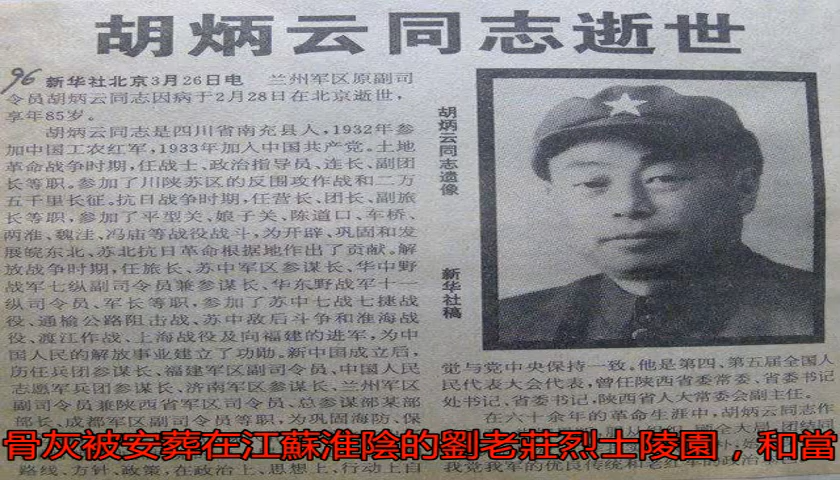 胡炳云同志逝世
96 新华社北京3月26日电 兰州军区原副司
令员胡炳云同志因病于2月28日在北京逝世，
享年85岁。
胡炳云同志是四川省南充县人，1932年参
加中国工农红军，1933年加入中国共产党。土地
革命战争时期，任战士、政治指导员、连长、副团
长等职。参加了川陕苏区的反围攻作战和二万
五千里长征。抗日战争时期，任营长、团长、副旅
长等职，参加了平型关、娘子关、陈道口、车桥、
两淮、魏洼、冯庙等战役战斗，为开辟、巩固和发
展皖东北、苏北抗日革命根据地作出了贡献。解
放战争时期，任旅长、苏中军区参谋长、华中野
战军七纵副司令员兼参谋长、华东野战军十一
纵司令员、军长等职，参加了苏中七战七捷战
役、通榆公路阻击战、苏中敌后斗争和淮海战
役、渡江作战、上海战役及向福建的进军，为中
国人民的解放事业建立了功勋。新中国成立后，
历任兵团参谋长、福建军区副司令员、中国人民
志愿军兵团参谋长、济南军区参谋长、兰州军区
副司令员兼陕西省军区司令员、总参谋部某部
部长、成都军区副司令员等职，为巩固海防、保
路线、方针、政策，在政治上、思想上、行动上自
胡炳云同志遗像
新华社稿
觉与党中央保持一致。他是第四、第五届全国人
民代表大会代表，曾任陕西省委常委、省委书记
处书记、省委书记，陕西省人大常委会副主任。
在六十余年的革命生涯中，胡炳云同志作
我党我军的优良传统和老红军的政治
骨灰被安葬在江蘇淮陰的劉老莊烈士陵園，和當